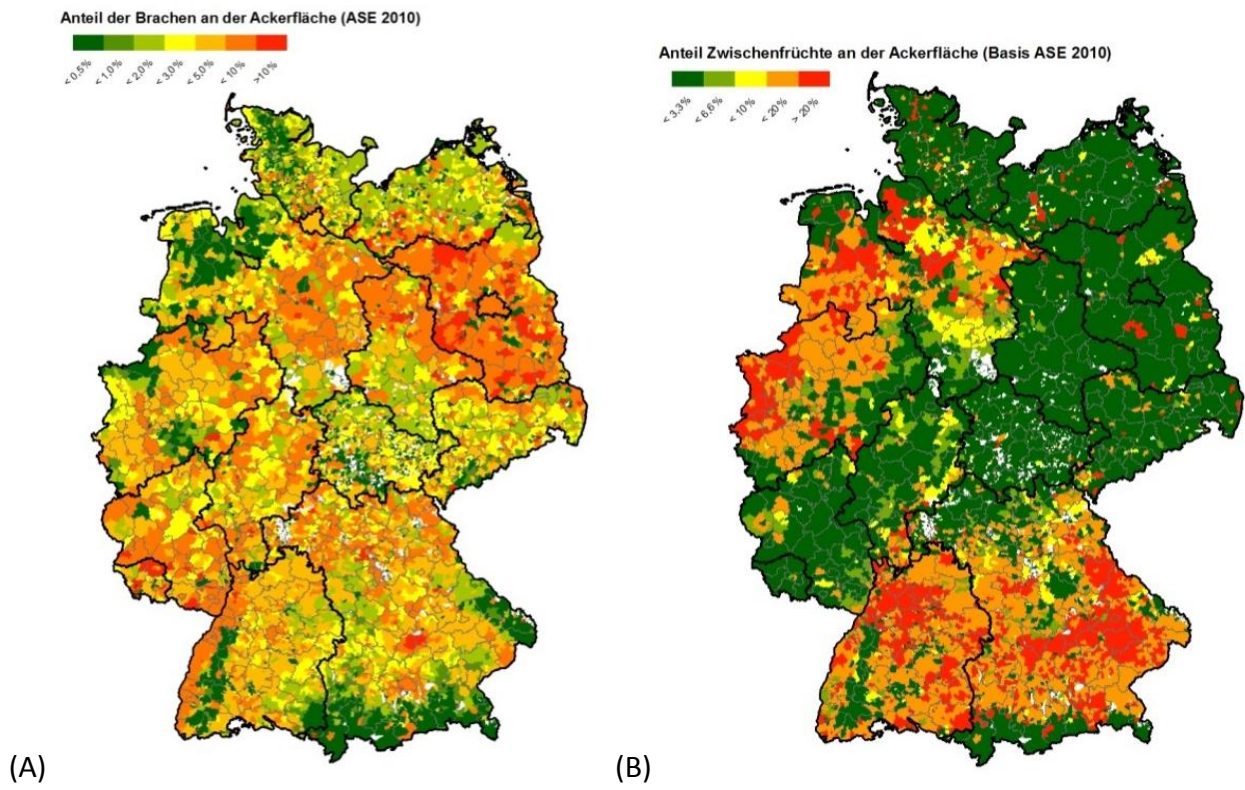 Anteil der Brachen an der Ackerfläche (ASE 2010)
< 0,5% < 1,0% < 2,0% < 3,0% < 5,0% < 10% >10%
Anteil Zwischenfrüchte an der Ackerfläche (Basis ASE 2010)
< 3,3% < 6,6% < 10% < 20% > 20%
(A)
(B)